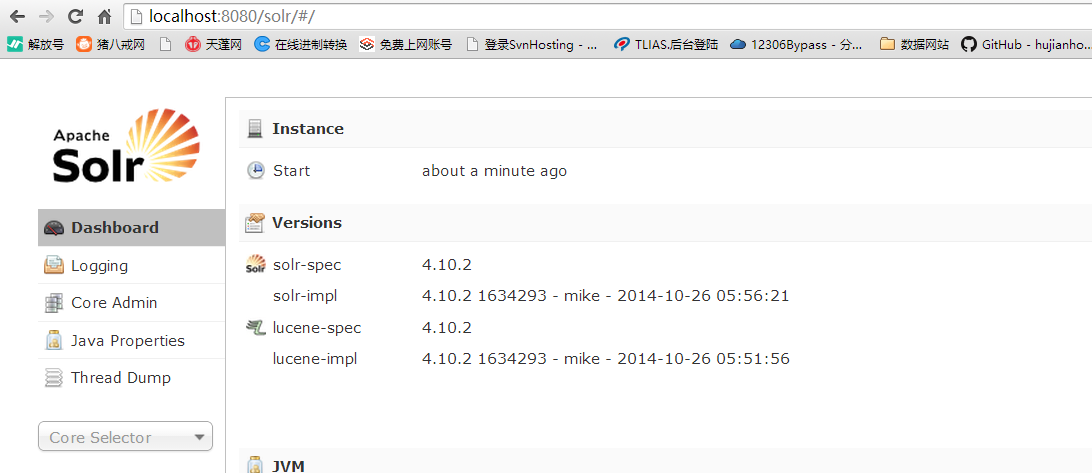 localhost:8080/solr/#/
解放号 猪八戒网 天蓬网 在线进制转换 免费上网账号 登录SvnHosting - ... TLIAS.后台登陆 12306Bypass - 分... 数据网站 GitHub - hujianho...
Apache
Solr
Dashboard
Logging
Core Admin
Java Properties
Thread Dump
Core Selector
Instance
Start about a minute ago
Versions
Solr solr-spec 4.10.2
solr-impl 4.10.2 1634293 - mike - 2014-10-26 05:56:21
lucene-spec 4.10.2
lucene-impl 4.10.2 1634293 - mike - 2014-10-26 05:51:56
JVM